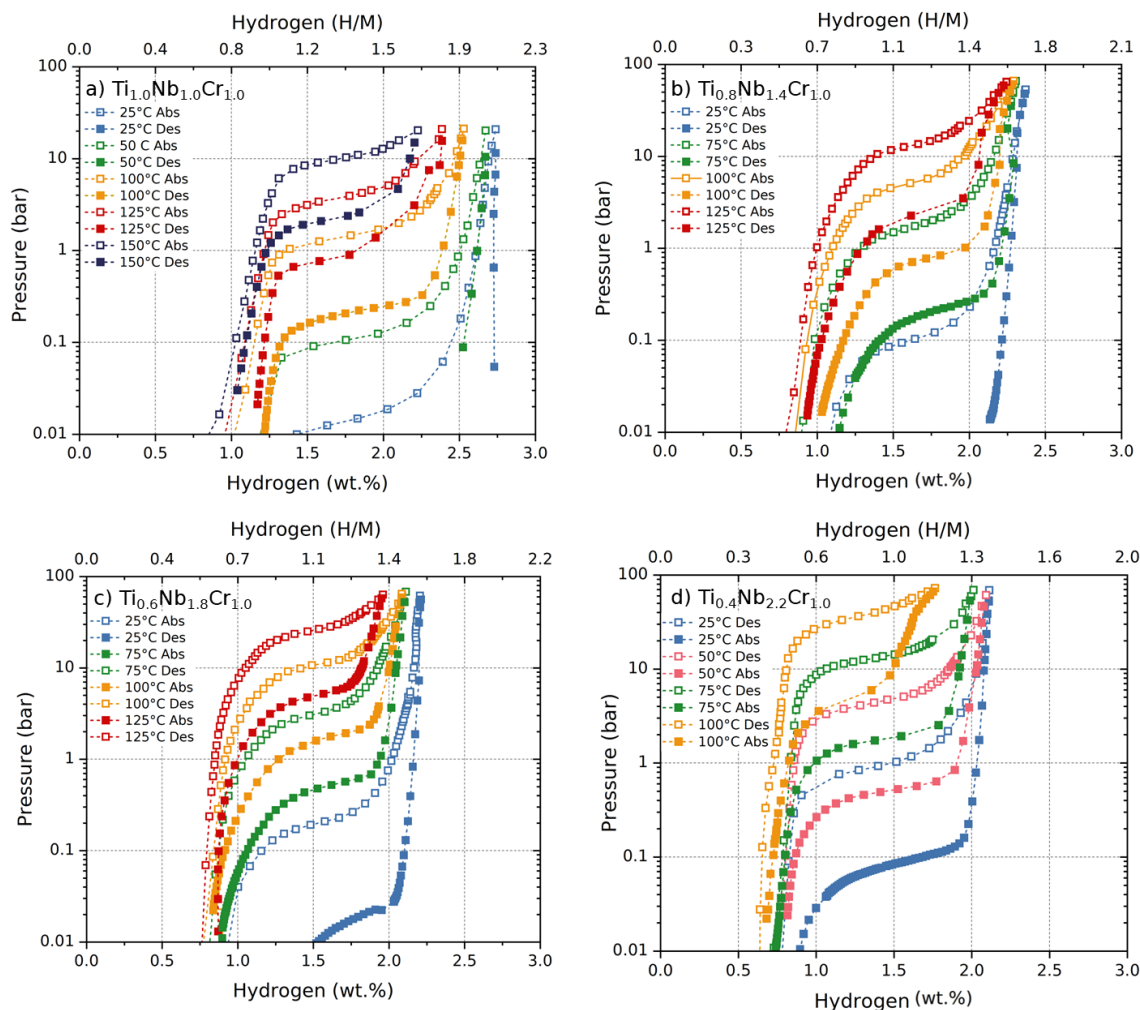 Hydrogen (H/M)
0.0 0.4 0.8 1.2 1.6 1.9 2.3
100
10
1
0.1
0.01
Pressure (bar)
a) Ti1.0Nb1.0Cr1.0
25°C Abs
25°C Des
50 C Abs
50°C Des
100°C Abs
100°C Des
125°C Abs
125°C Des
150°C Abs
150°C Des
0.0 0.5 1.0 1.5 2.0 2.5 3.0
Hydrogen (wt.%)
Hydrogen (H/M)
0.0 0.3 0.7 1.1 1.4 1.7 2.1
100
10
1
0.1
0.01
Pressure (bar)
b) Ti0.8Nb1.4Cr1.0
25°C Abs
25°C Des
75°C Abs
75°C Des
100°C Abs
100°C Des
125°C Abs
125°C Des
0.0 0.5 1.0 1.5 2.0 2.5 3.0
Hydrogen (wt.%)
Hydrogen (H/M)
0.0 0.4 0.7 1.1 1.4 1.8 2.2
100
10
1
0.1
0.01
Pressure (bar)
c) Ti0.6Nb1.8Cr1.0
25°C Abs
25°C Des
75°C Abs
75°C Des
100°C Abs
100°C Des
125°C Abs
125°C Des
0.0 0.5 1.0 1.5 2.0 2.5 3.0
Hydrogen (wt.%)
Hydrogen (H/M)
0.0 0.4 0.6 1.0 1.3 1.6 2.0
100
10
1
0.1
0.01
Pressure (bar)
d) Ti0.4Nb2.2Cr1.0
25°C Des
25°C Abs
50°C Des
50°C Abs
75°C Des
75°C Abs
100°C Des
100°C Abs
0.0 0.5 1.0 1.5 2.0 2.5 3.0
Hydrogen (wt.%)